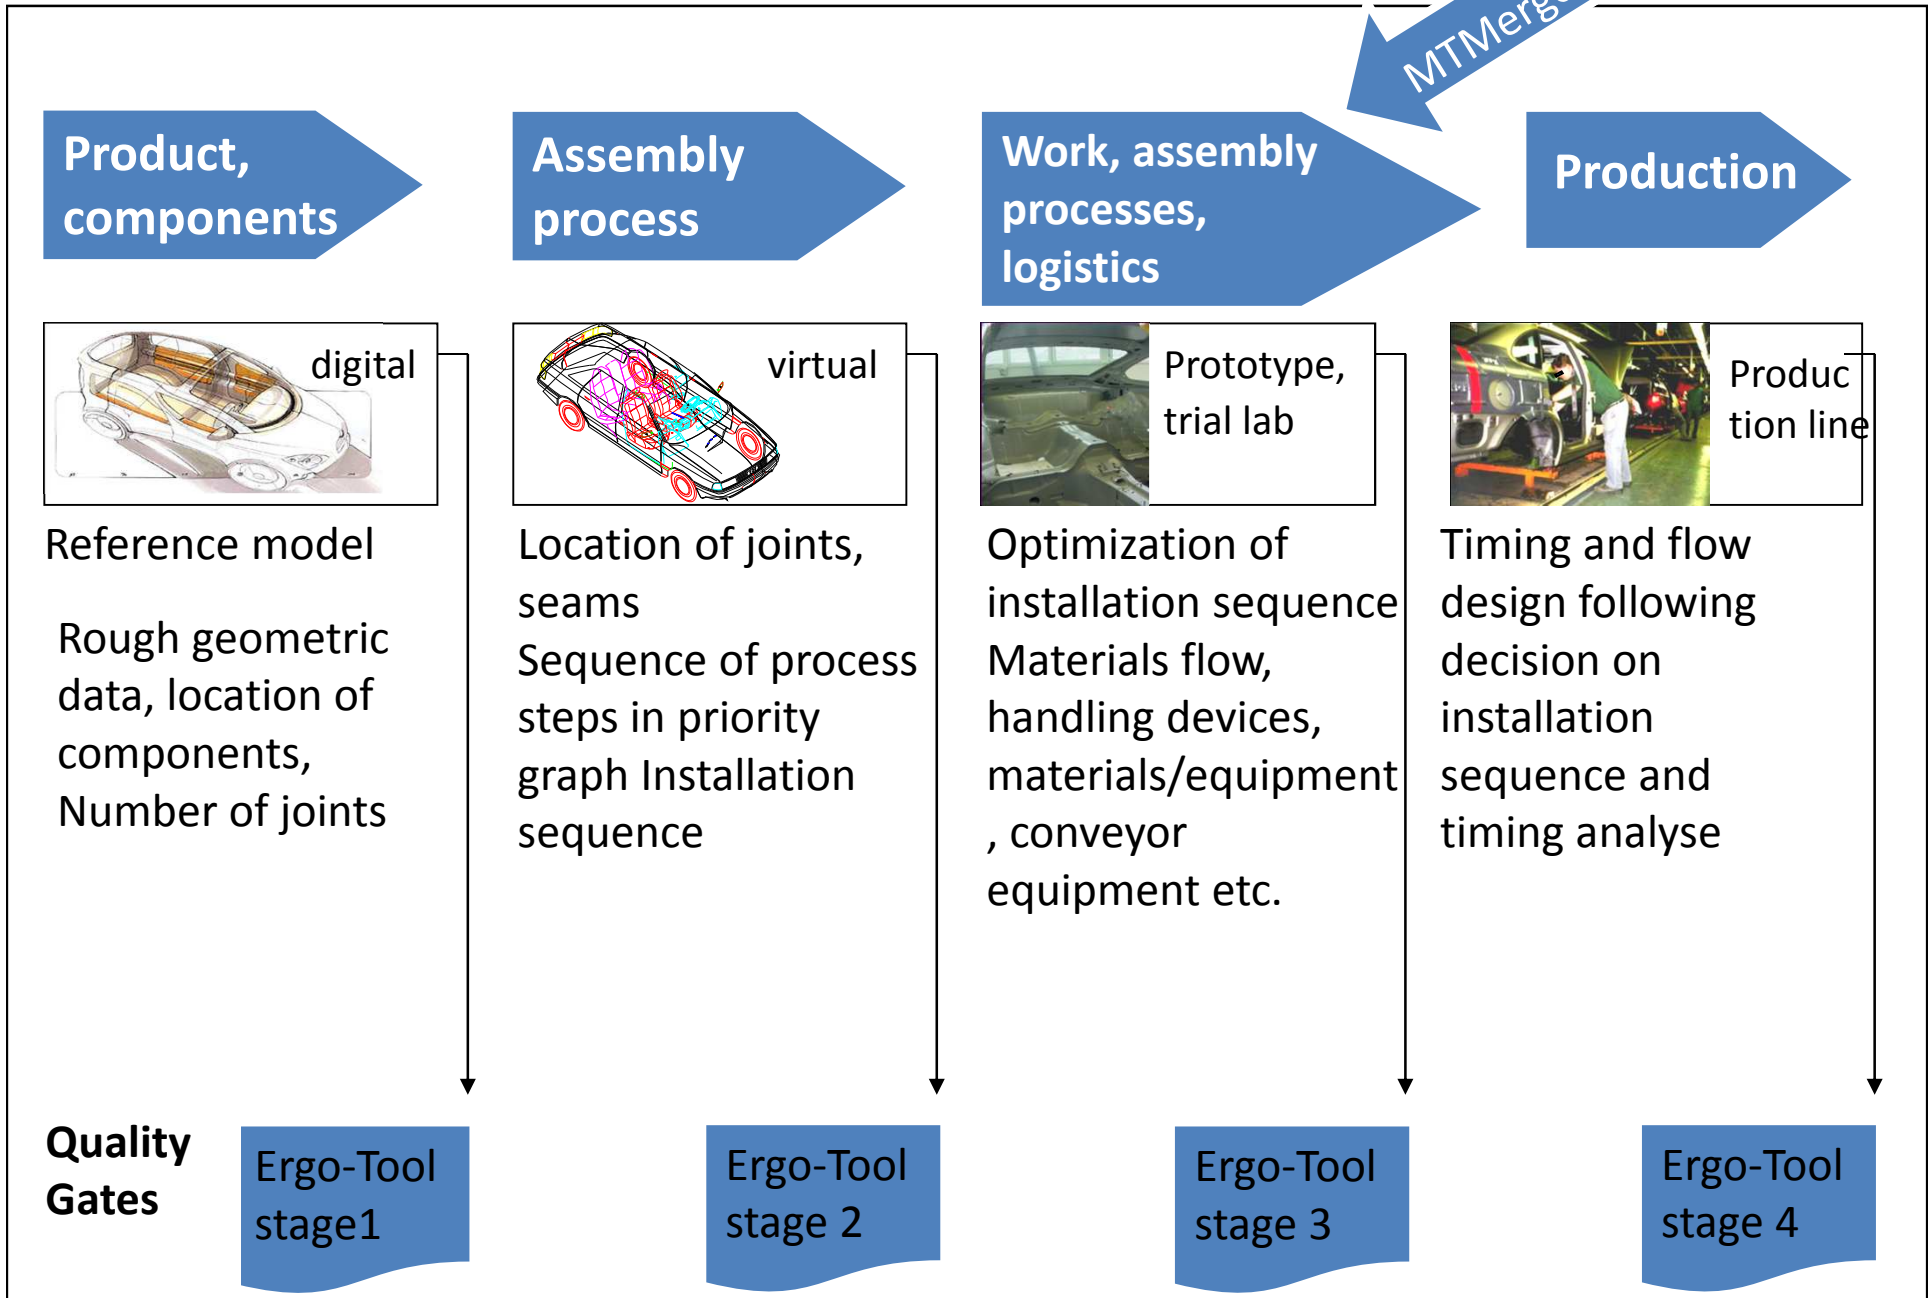 MTMergo
Product,
components
Assembly
process
Work, assembly
processes,
logistics
Production
digital
virtual
Prototype,
trial lab
Produc
tion line
Reference model
Rough geometric
data, location of
components,
Number of joints
Location of joints,
seams
Sequence of process
steps in priority
graph Installation
sequence
Optimization of
installation sequence
Materials flow,
handling devices,
materials/equipment
, conveyor
equipment etc.
Timing and flow
design following
decision on
installation
sequence and
timing analyse
Quality
Gates
Ergo-Tool
stage1
Ergo-Tool
stage 2
Ergo-Tool
stage 3
Ergo-Tool
stage 4